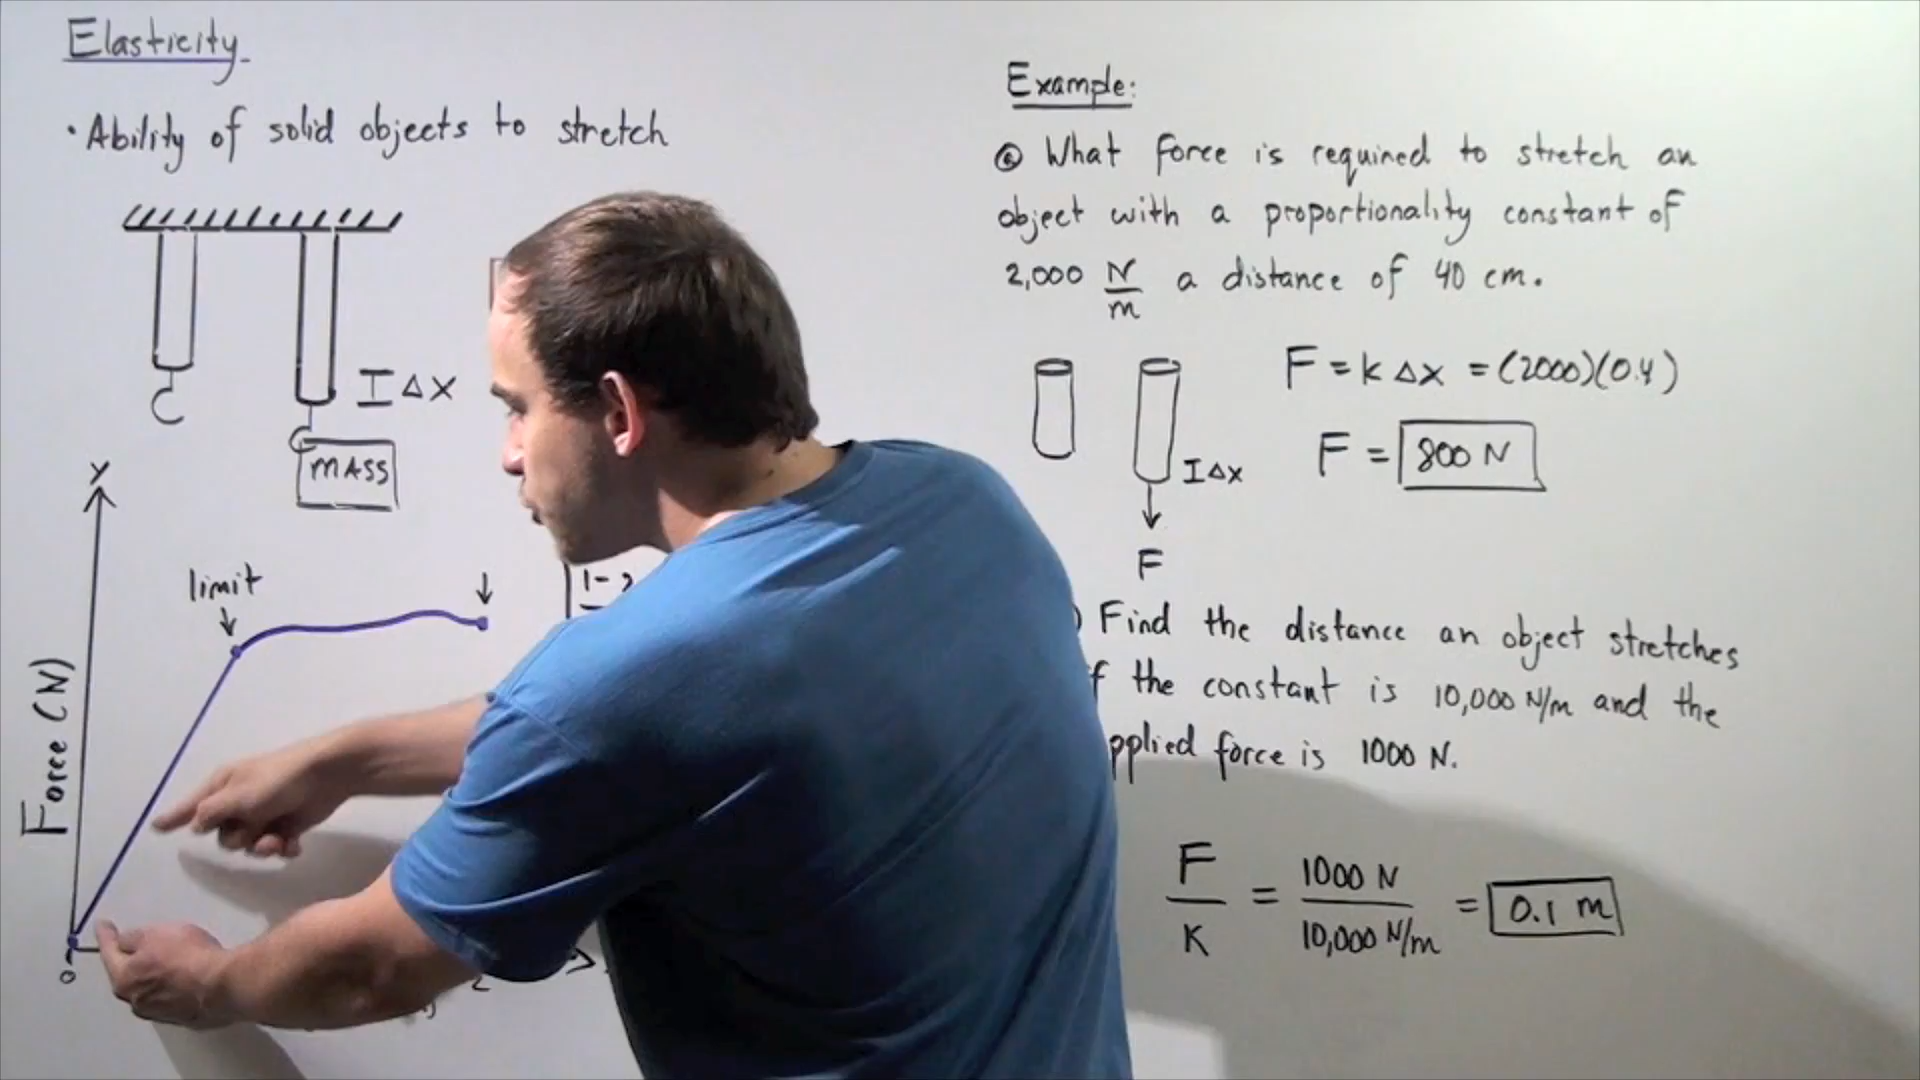 Elasticity
• Ability of solid objects to stretch
Δx
MASS
y
limit
Force (N)
0
2
1-2
Example:
ⓐ What force is required to stretch an
object with a proportionality constant of
2,000 N/m a distance of 40 cm.
F = k Δx = (2000)(0.4)
F = 800 N
Δx
F
) Find the distance an object stretches
f the constant is 10,000 N/m and the
pplied force is 1000 N.
F/K = 1000 N/10,000 N/m = 0.1 m